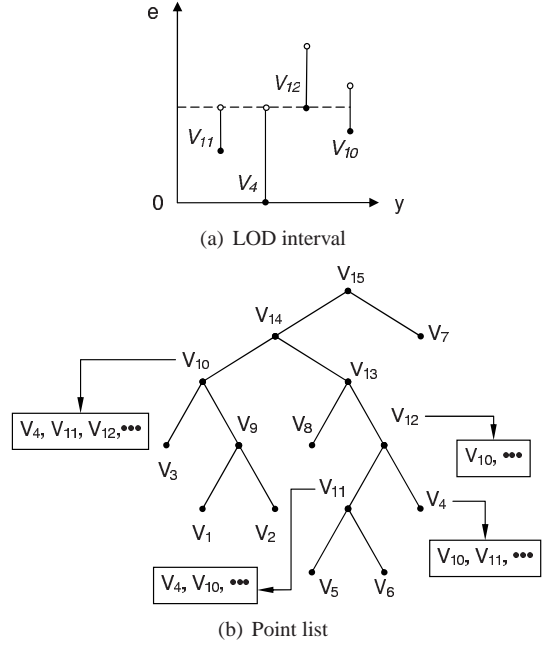 e
V12
V11
V10
V4
0
y
(a) LOD interval
V15
V14
V7
V10
V13
V4, V11, V12,•••
V9
V8
V12
V3
V10, •••
V11
V4
V1
V2
V10, V11, •••
V4, V10, •••
V5
V6
(b) Point list